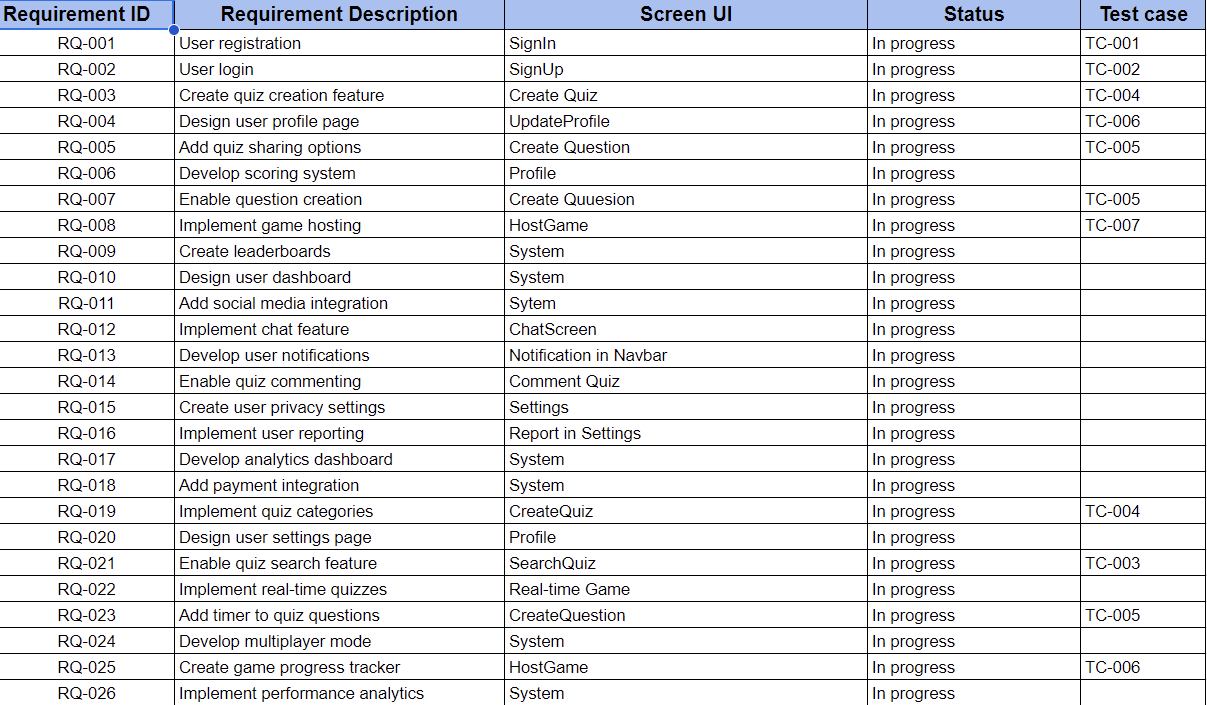 Requirement ID Requirement Description Screen UI Status Test case
RQ-001 User registration SignIn In progress TC-001
RQ-002 User login SignUp In progress TC-002
RQ-003 Create quiz creation feature Create Quiz In progress TC-004
RQ-004 Design user profile page UpdateProfile In progress TC-006
RQ-005 Add quiz sharing options Create Question In progress TC-005
RQ-006 Develop scoring system Profile In progress
RQ-007 Enable question creation Create Quuesion In progress TC-005
RQ-008 Implement game hosting HostGame In progress TC-007
RQ-009 Create leaderboards System In progress
RQ-010 Design user dashboard System In progress
RQ-011 Add social media integration Sytem In progress
RQ-012 Implement chat feature ChatScreen In progress
RQ-013 Develop user notifications Notification in Navbar In progress
RQ-014 Enable quiz commenting Comment Quiz In progress
RQ-015 Create user privacy settings Settings In progress
RQ-016 Implement user reporting Report in Settings In progress
RQ-017 Develop analytics dashboard System In progress
RQ-018 Add payment integration System In progress
RQ-019 Implement quiz categories CreateQuiz In progress TC-004
RQ-020 Design user settings page Profile In progress
RQ-021 Enable quiz search feature SearchQuiz In progress TC-003
RQ-022 Implement real-time quizzes Real-time Game In progress
RQ-023 Add timer to quiz questions CreateQuestion In progress TC-005
RQ-024 Develop multiplayer mode System In progress
RQ-025 Create game progress tracker HostGame In progress TC-006
RQ-026 Implement performance analytics System In progress